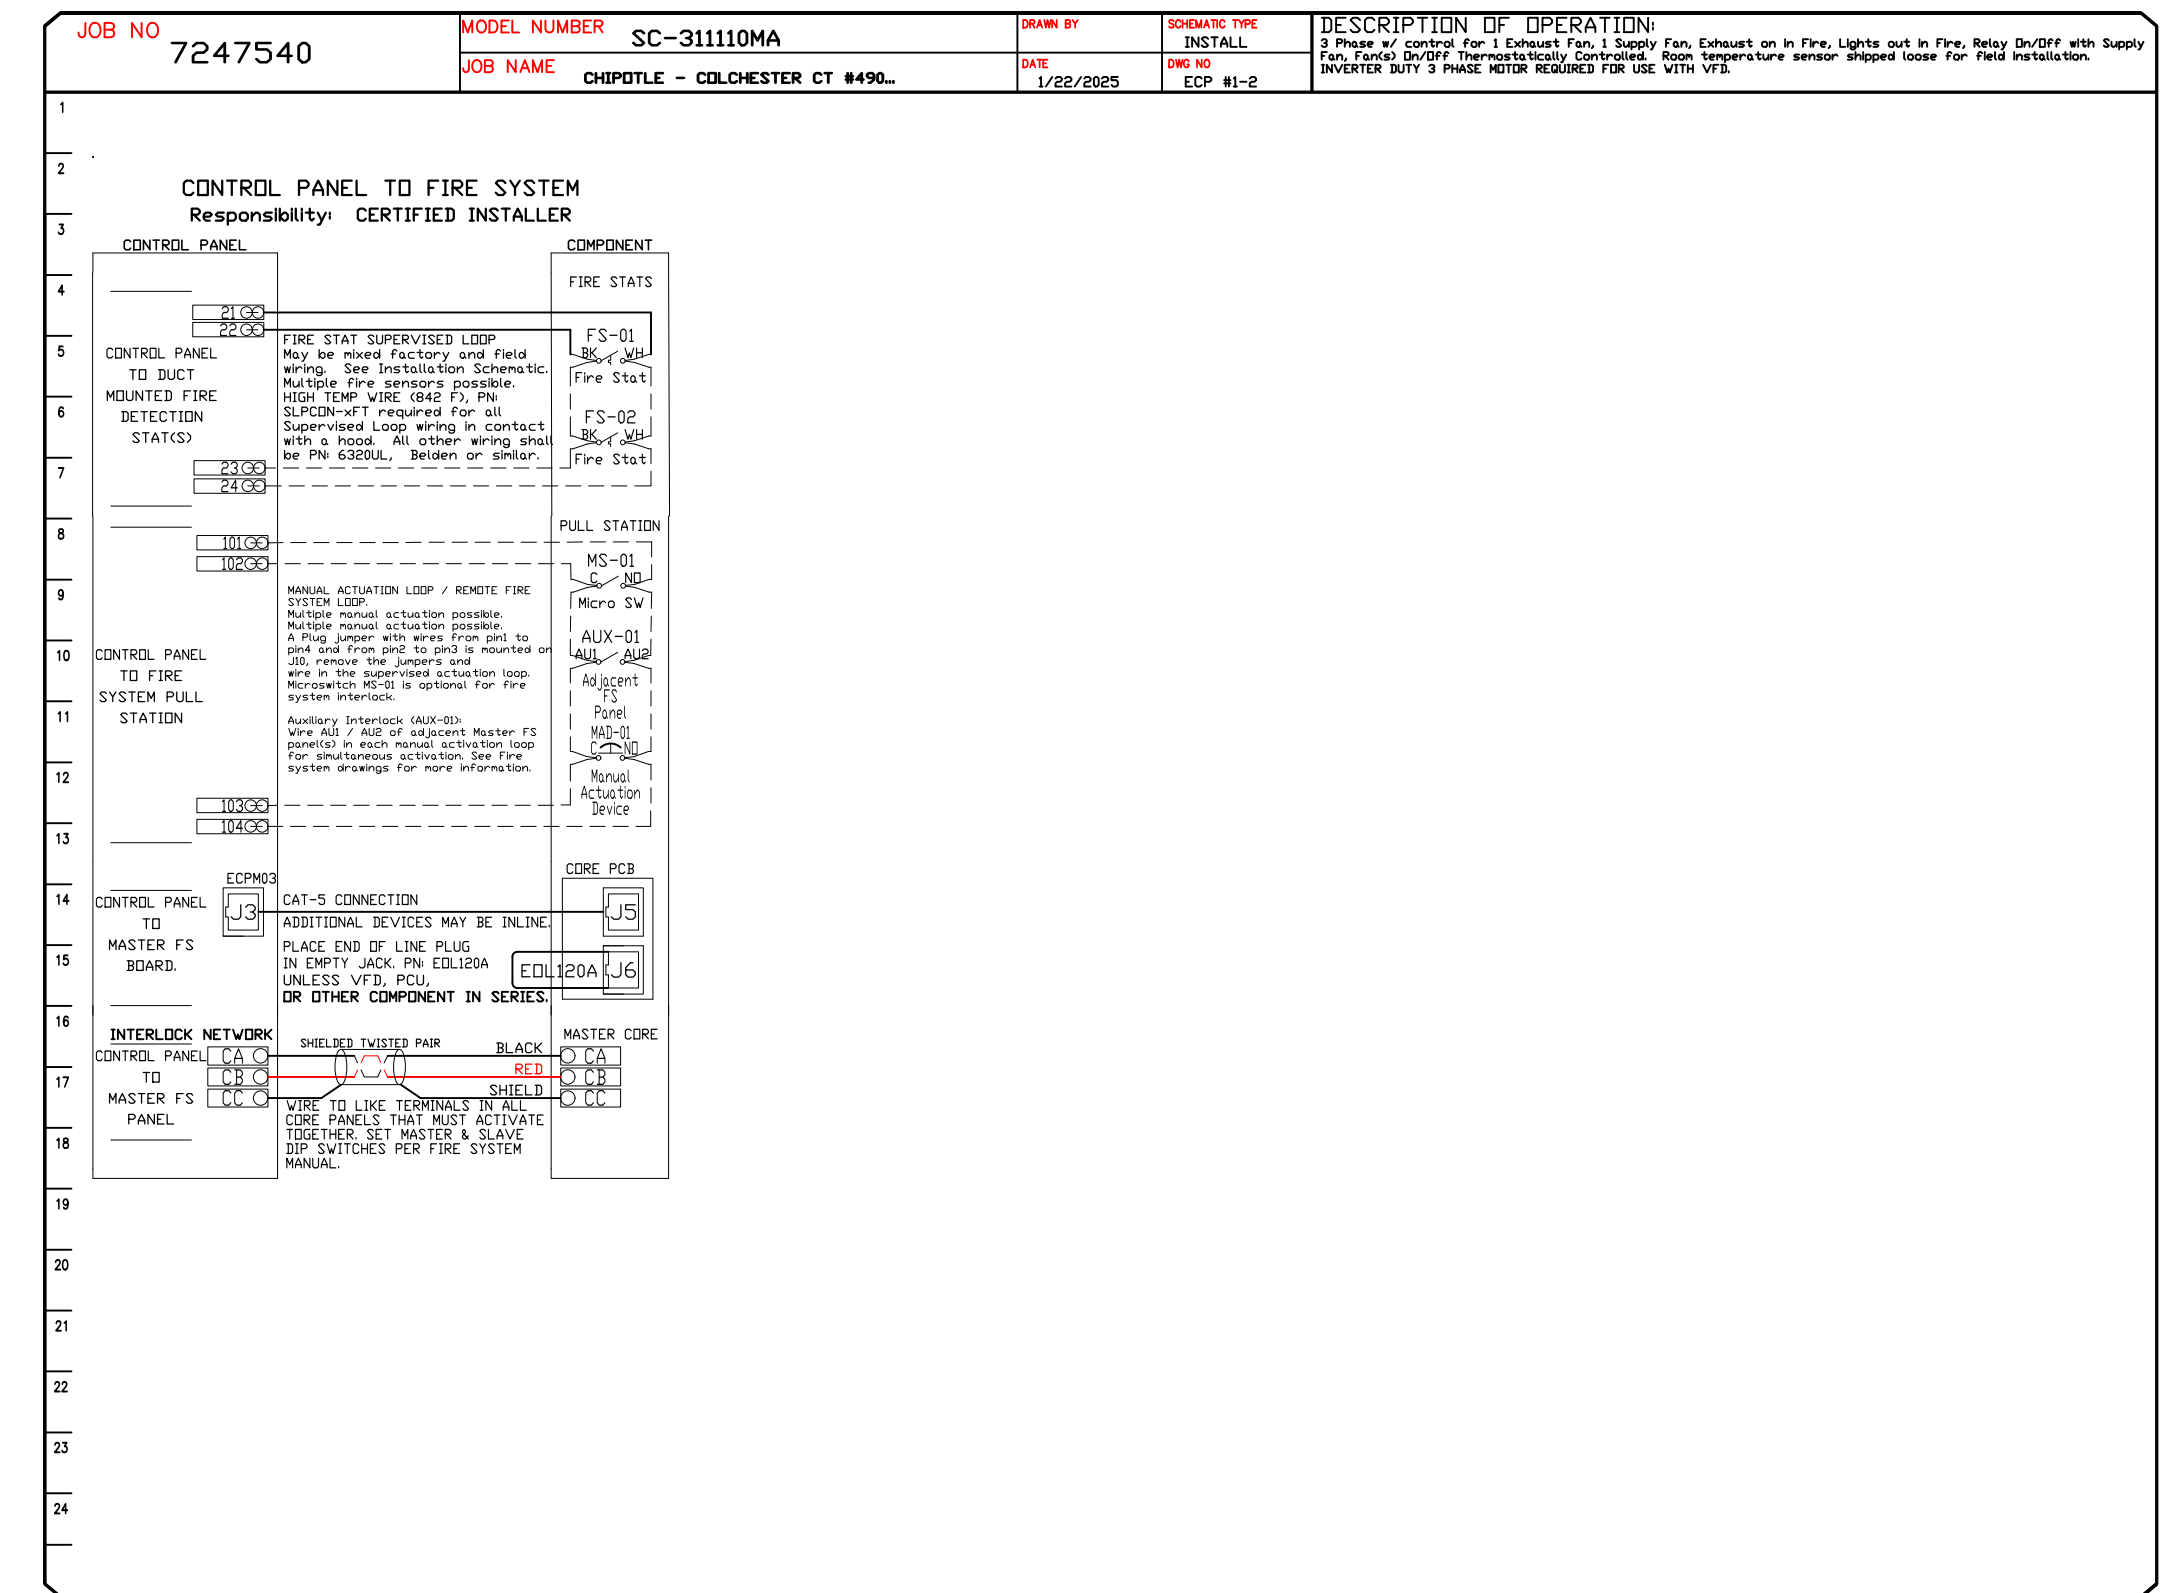 JOB NO
7247540
MODEL NUMBER
SC-311110MA
JOB NAME
CHIPOTLE - COLCHESTER CT #490...
DRAWN BY
DATE
1/22/2025
SCHEMATIC TYPE
INSTALL
DWG NO
ECP #1-2
DESCRIPTION OF OPERATION:
3 Phase w/ control for 1 Exhaust Fan, 1 Supply Fan, Exhaust on in Fire, Lights out in Fire, Relay On/Off with Supply
Fan, Fan(s) On/Off Thermostatically Controlled. Room temperature sensor shipped loose for field installation.
INVERTER DUTY 3 PHASE MOTOR REQUIRED FOR USE WITH VFD.
1
2
3
4
5
6
7
8
9
10
11
12
13
14
15
16
17
18
19
20
21
22
23
24
CONTROL PANEL TO FIRE SYSTEM
Responsibility: CERTIFIED INSTALLER
CONTROL PANEL
COMPONENT
21
22
CONTROL PANEL
TO DUCT
MOUNTED FIRE
DETECTION
STAT(S)
23
24
FIRE STAT SUPERVISED LOOP
May be mixed factory and field
wiring. See Installation Schematic.
Multiple fire sensors possible.
HIGH TEMP WIRE (842 F), PN:
SLPCON-xFT required for all
Supervised Loop wiring in contact
with a hood. All other wiring shall
be PN: 6320UL, Belden or similar.
FIRE STATS
FS-01
BK WH
Fire Stat
FS-02
BK WH
Fire Stat
101
102
CONTROL PANEL
TO FIRE
SYSTEM PULL
STATION
103
104
MANUAL ACTUATION LOOP / REMOTE FIRE
SYSTEM LOOP.
Multiple manual actuation possible.
Multiple manual actuation possible.
A Plug jumper with wires from pin1 to
pin4 and from pin2 to pin3 is mounted on
J10, remove the jumpers and
wire in the supervised actuation loop.
Microswitch MS-01 is optional for fire
system interlock.
Auxiliary Interlock (AUX-01):
Wire AU1 / AU2 of adjacent Master FS
panel(s) in each manual activation loop
for simultaneous activation. See Fire
system drawings for more information.
PULL STATION
MS-01
C NO
Micro SW
AUX-01
AU1 AU2
Adjacent
FS
Panel
MAD-01
C NO
Manual
Actuation
Device
ECPM03
J3
CONTROL PANEL
TO
MASTER FS
BOARD.
CAT-5 CONNECTION
ADDITIONAL DEVICES MAY BE INLINE.
PLACE END OF LINE PLUG
IN EMPTY JACK. PN: EOL120A
UNLESS VFD, PCU,
OR OTHER COMPONENT IN SERIES.
CORE PCB
J5
EOL120A J6
INTERLOCK NETWORK
CONTROL PANEL
TO
MASTER FS
PANEL
CA
CB
CC
SHIELDED TWISTED PAIR
BLACK
RED
SHIELD
WIRE TO LIKE TERMINALS IN ALL
CORE PANELS THAT MUST ACTIVATE
TOGETHER. SET MASTER & SLAVE
DIP SWITCHES PER FIRE SYSTEM
MANUAL.
MASTER CORE
CA
CB
CC